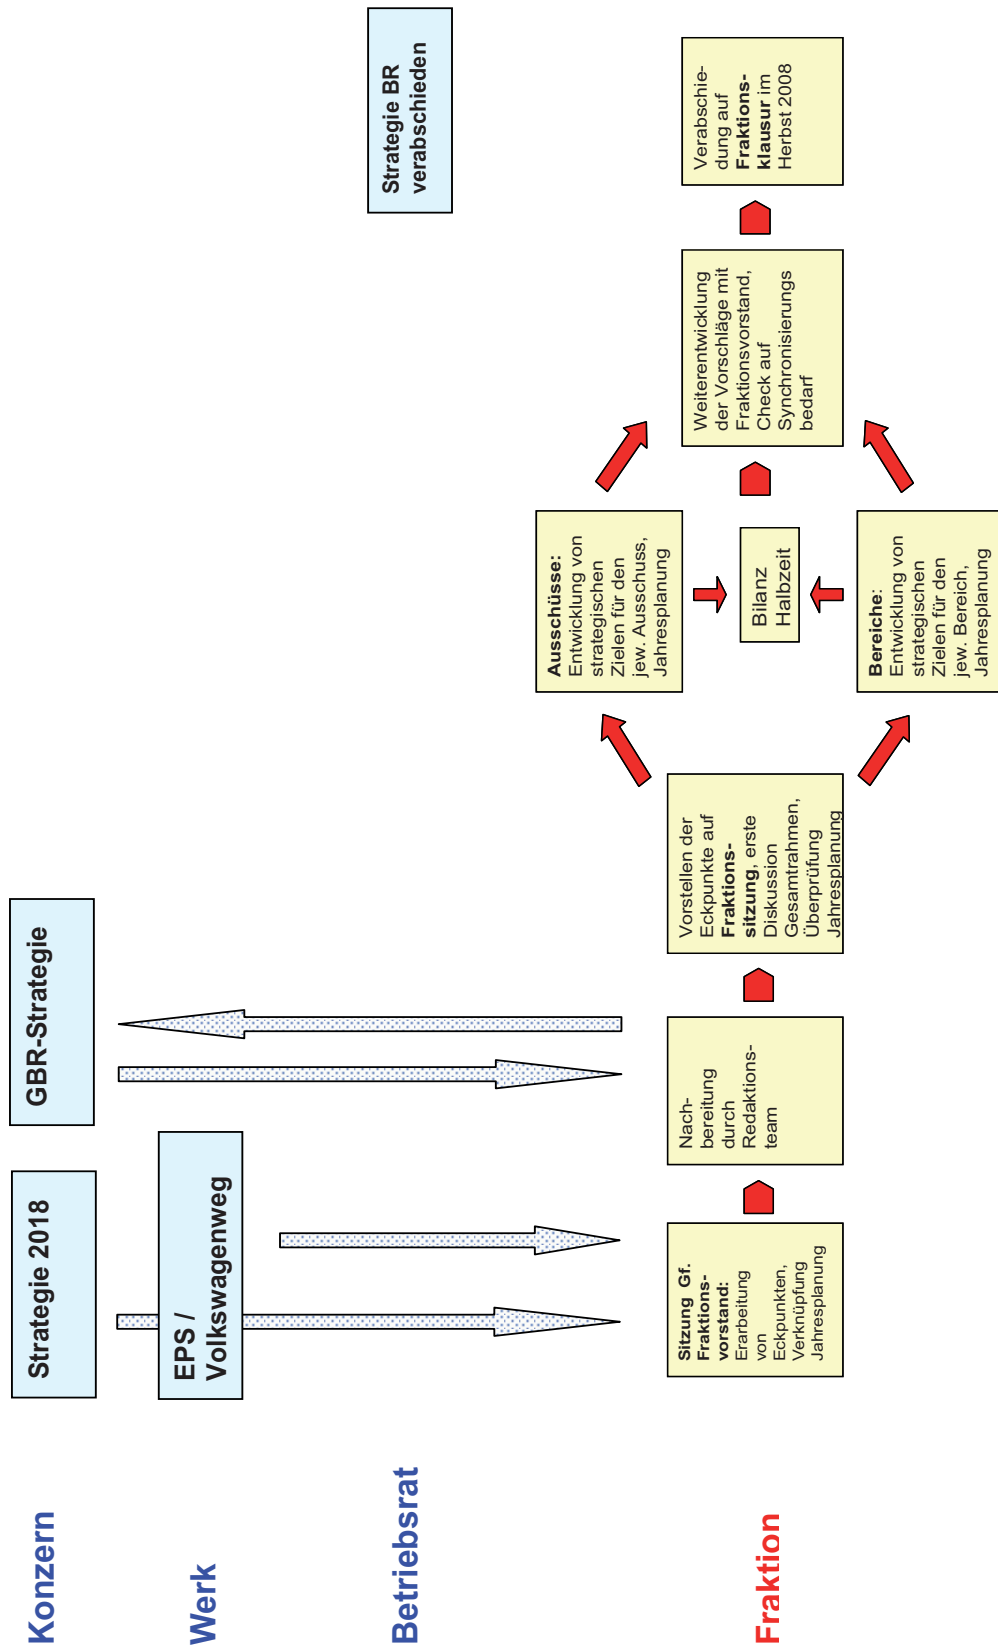 Konzern
Strategie 2018
GBR-Strategie
Werk
EPS /
Volkswagenweg
Betriebsrat
Strategie BR
verabschieden
Fraktion
Sitzung Gf.
Fraktions-
vorstand:
Erarbeitung
von
Eckpunkten,
Verknüpfung
Jahresplanung
Nach-
bereitung
durch
Redaktions-
team
Vorstellen der
Eckpunkte auf
Fraktions-
sitzung, erste
Diskussion
Gesamtrahmen,
Überprüfung
Jahresplanung
Ausschüsse:
Entwicklung von
strategischen
Zielen für den
jew. Ausschuss,
Jahresplanung
Bilanz
Halbzeit
Bereiche:
Entwicklung von
strategischen
Zielen für den
jew. Bereich,
Jahresplanung
Weiterentwicklung
der Vorschläge mit
Fraktionsvorstand,
Check auf
Synchronisierungs
bedarf
Verabschie-
dung auf
Fraktions-
klausur im
Herbst 2008